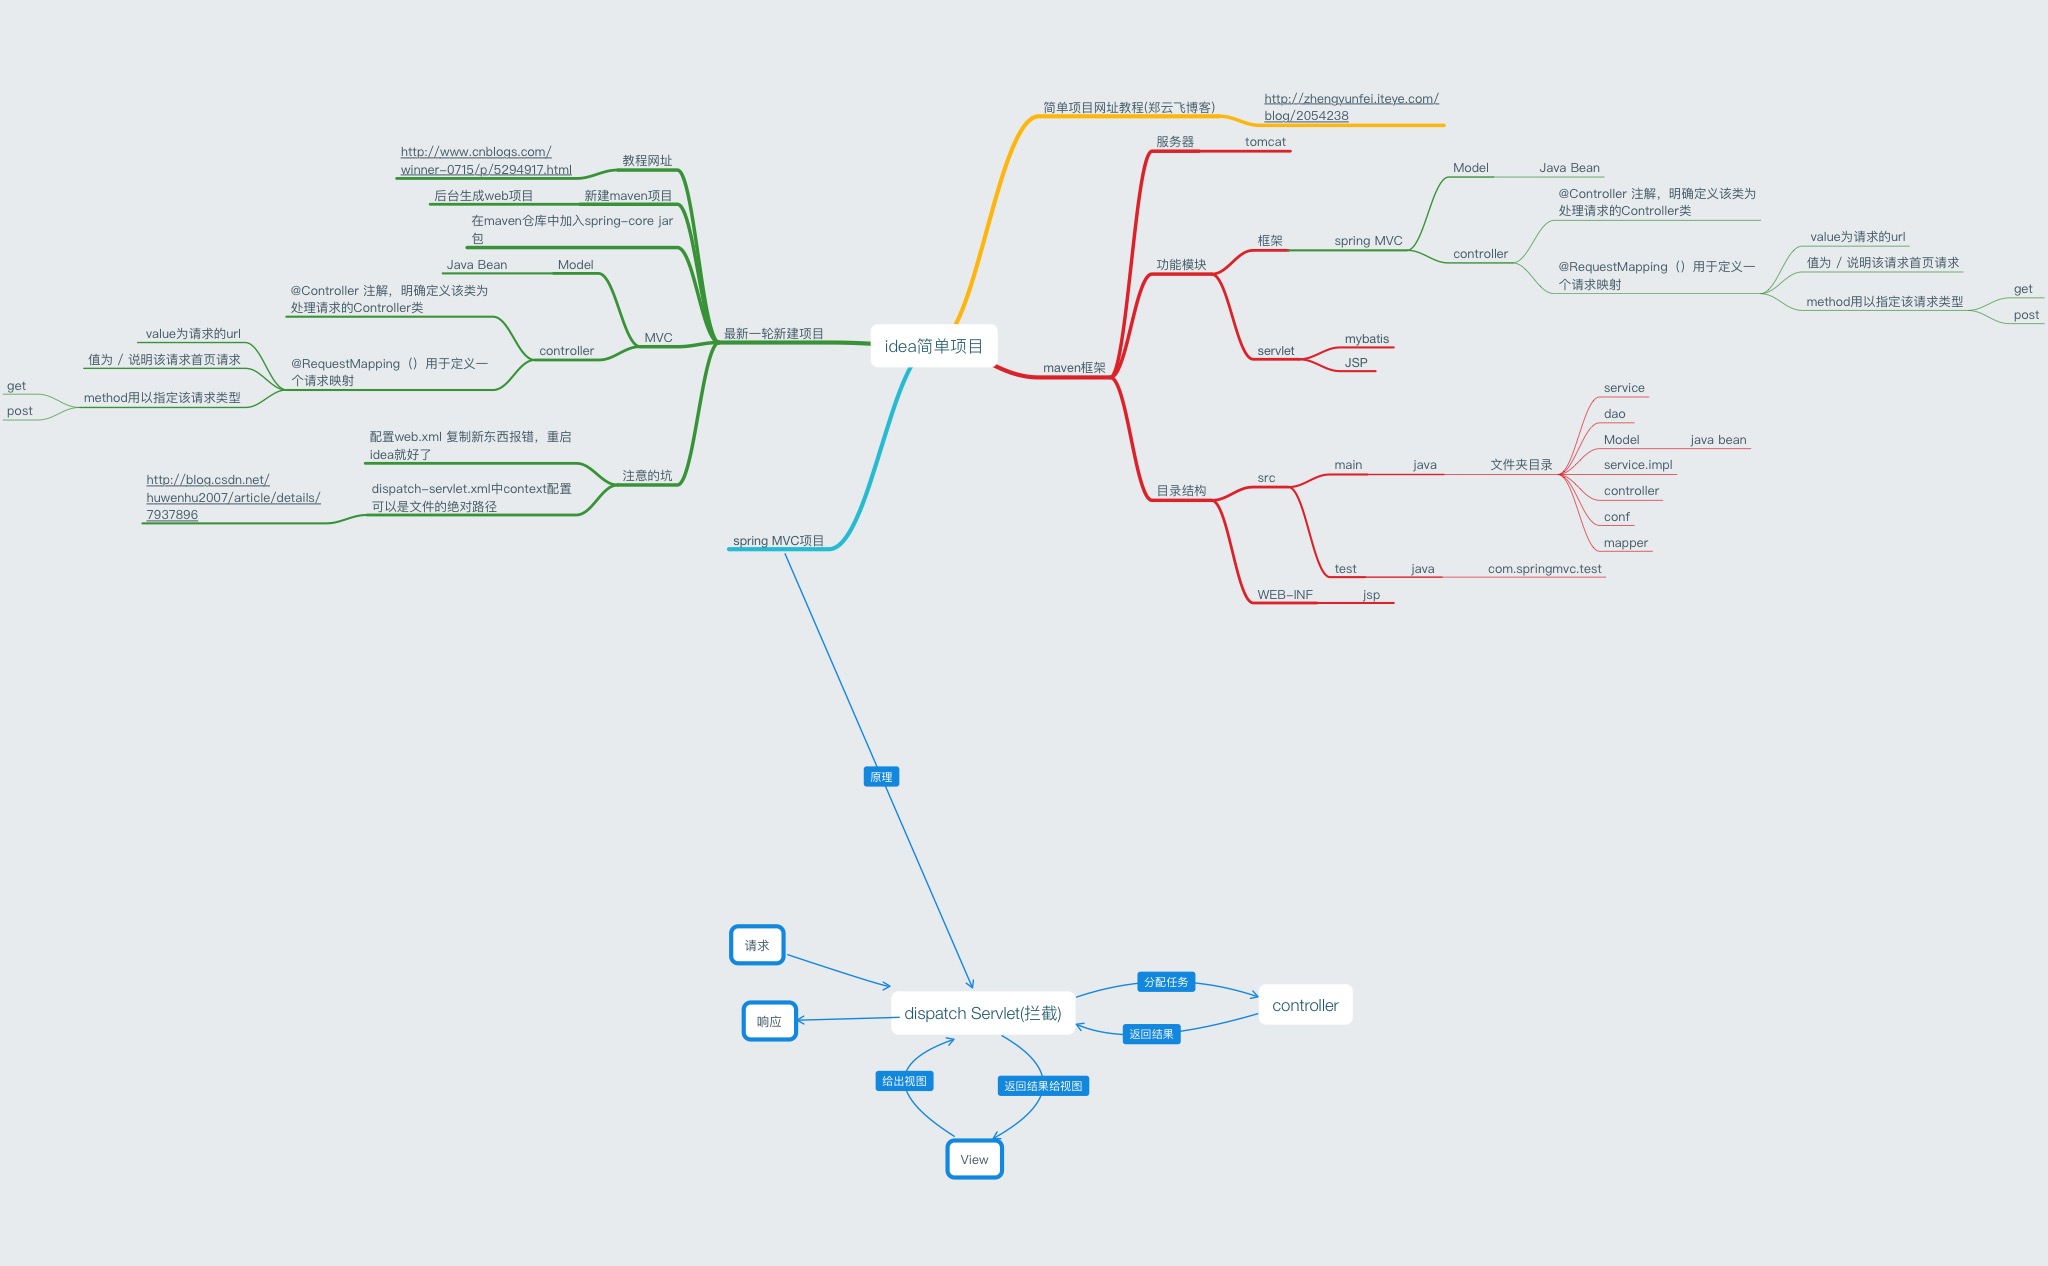 idea简单项目
简单项目网址教程(郑云飞博客)
http://zhengyunfei.iteye.com/
blog/2054238
maven框架
服务器
tomcat
功能模块
框架
spring MVC
Model
Java Bean
controller
@Controller 注解，明确定义该类为
处理请求的Controller类
@RequestMapping（）用于定义一
个请求映射
value为请求的url
值为 / 说明该请求首页请求
method用以指定该请求类型
get
post
servlet
mybatis
JSP
目录结构
src
main
java
文件夹目录
service
dao
Model
java bean
service.impl
controller
conf
mapper
test
java
com.springmvc.test
WEB-INF
jsp
最新一轮新建项目
教程网址
http://www.cnblogs.com/
winner-0715/p/5294917.html
新建maven项目
后台生成web项目
在maven仓库中加入spring-core jar
包
MVC
Model
Java Bean
controller
@Controller 注解，明确定义该类为
处理请求的Controller类
@RequestMapping（）用于定义一
个请求映射
value为请求的url
值为 / 说明该请求首页请求
method用以指定该请求类型
get
post
注意的坑
配置web.xml 复制新东西报错，重启
idea就好了
dispatch-servlet.xml中context配置
可以是文件的绝对路径
http://blog.csdn.net/
huwenhu2007/article/details/
7937896
spring MVC项目
原理
请求
响应
dispatch Servlet(拦截)
分配任务
controller
返回结果
给出视图
返回结果给视图
View